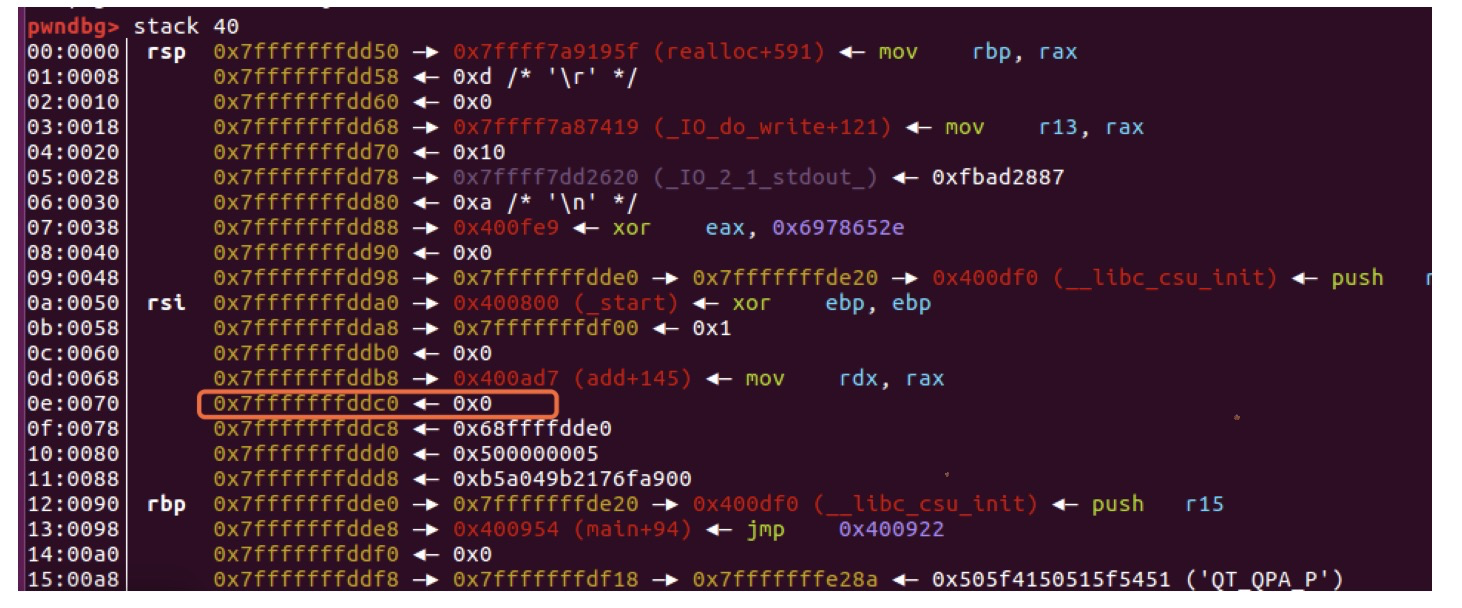 pwndbg> stack 40
00:0000│ rsp 0x7fffffffdd50 —▸ 0x7ffff7a9195f (realloc+591) ◂— mov rbp, rax
01:0008│ 0x7fffffffdd58 ◂— 0xd /* '\r' */
02:0010│ 0x7fffffffdd60 ◂— 0x0
03:0018│ 0x7fffffffdd68 —▸ 0x7ffff7a87419 (_IO_do_write+121) ◂— mov r13, rax
04:0020│ 0x7fffffffdd70 ◂— 0x10
05:0028│ 0x7fffffffdd78 —▸ 0x7ffff7dd2620 (_IO_2_1_stdout_) ◂— 0xfbad2887
06:0030│ 0x7fffffffdd80 ◂— 0xa /* '\n' */
07:0038│ 0x7fffffffdd88 —▸ 0x400fe9 ◂— xor eax, 0x6978652e
08:0040│ 0x7fffffffdd90 ◂— 0x0
09:0048│ 0x7fffffffdd98 —▸ 0x7fffffffdde0 —▸ 0x7fffffffde20 —▸ 0x400df0 (__libc_csu_init) ◂— push r
0a:0050│ rsi 0x7fffffffdda0 —▸ 0x400800 (_start) ◂— xor ebp, ebp
0b:0058│ 0x7fffffffdda8 —▸ 0x7fffffffdf00 ◂— 0x1
0c:0060│ 0x7fffffffddb0 ◂— 0x0
0d:0068│ 0x7fffffffddb8 —▸ 0x400ad7 (add+145) ◂— mov rdx, rax
0e:0070│ 0x7fffffffddc0 ◂— 0x0
0f:0078│ 0x7fffffffddc8 ◂— 0x68ffffdde0
10:0080│ 0x7fffffffddd0 ◂— 0x500000005
11:0088│ 0x7fffffffddd8 ◂— 0xb5a049b2176fa900
12:0090│ rbp 0x7fffffffdde0 —▸ 0x7fffffffde20 —▸ 0x400df0 (__libc_csu_init) ◂— push r15
13:0098│ 0x7fffffffdde8 —▸ 0x400954 (main+94) ◂— jmp 0x400922
14:00a0│ 0x7fffffffddf0 ◂— 0x0
15:00a8│ 0x7fffffffddf8 —▸ 0x7fffffffdf18 —▸ 0x7fffffffe28a ◂— 0x505f4150515f5451 ('QT_QPA_P')